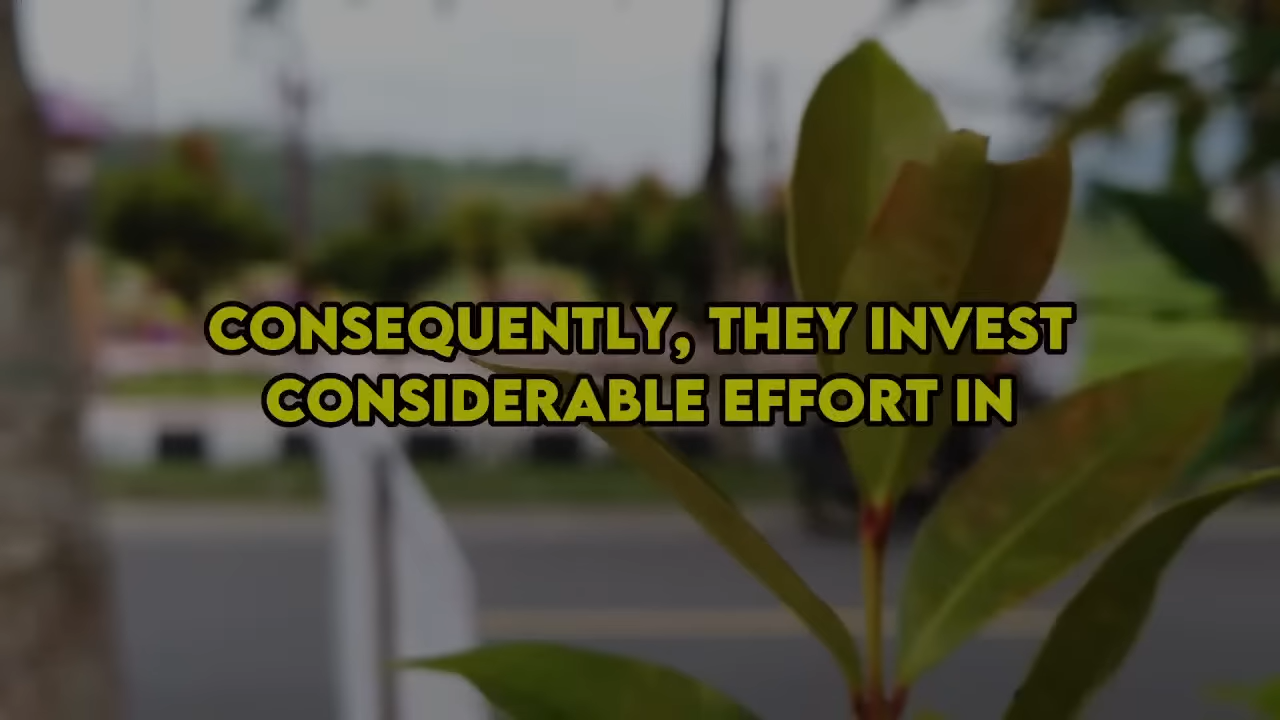 CONSEQUENTLY, THEY INVEST
CONSIDERABLE EFFORT IN